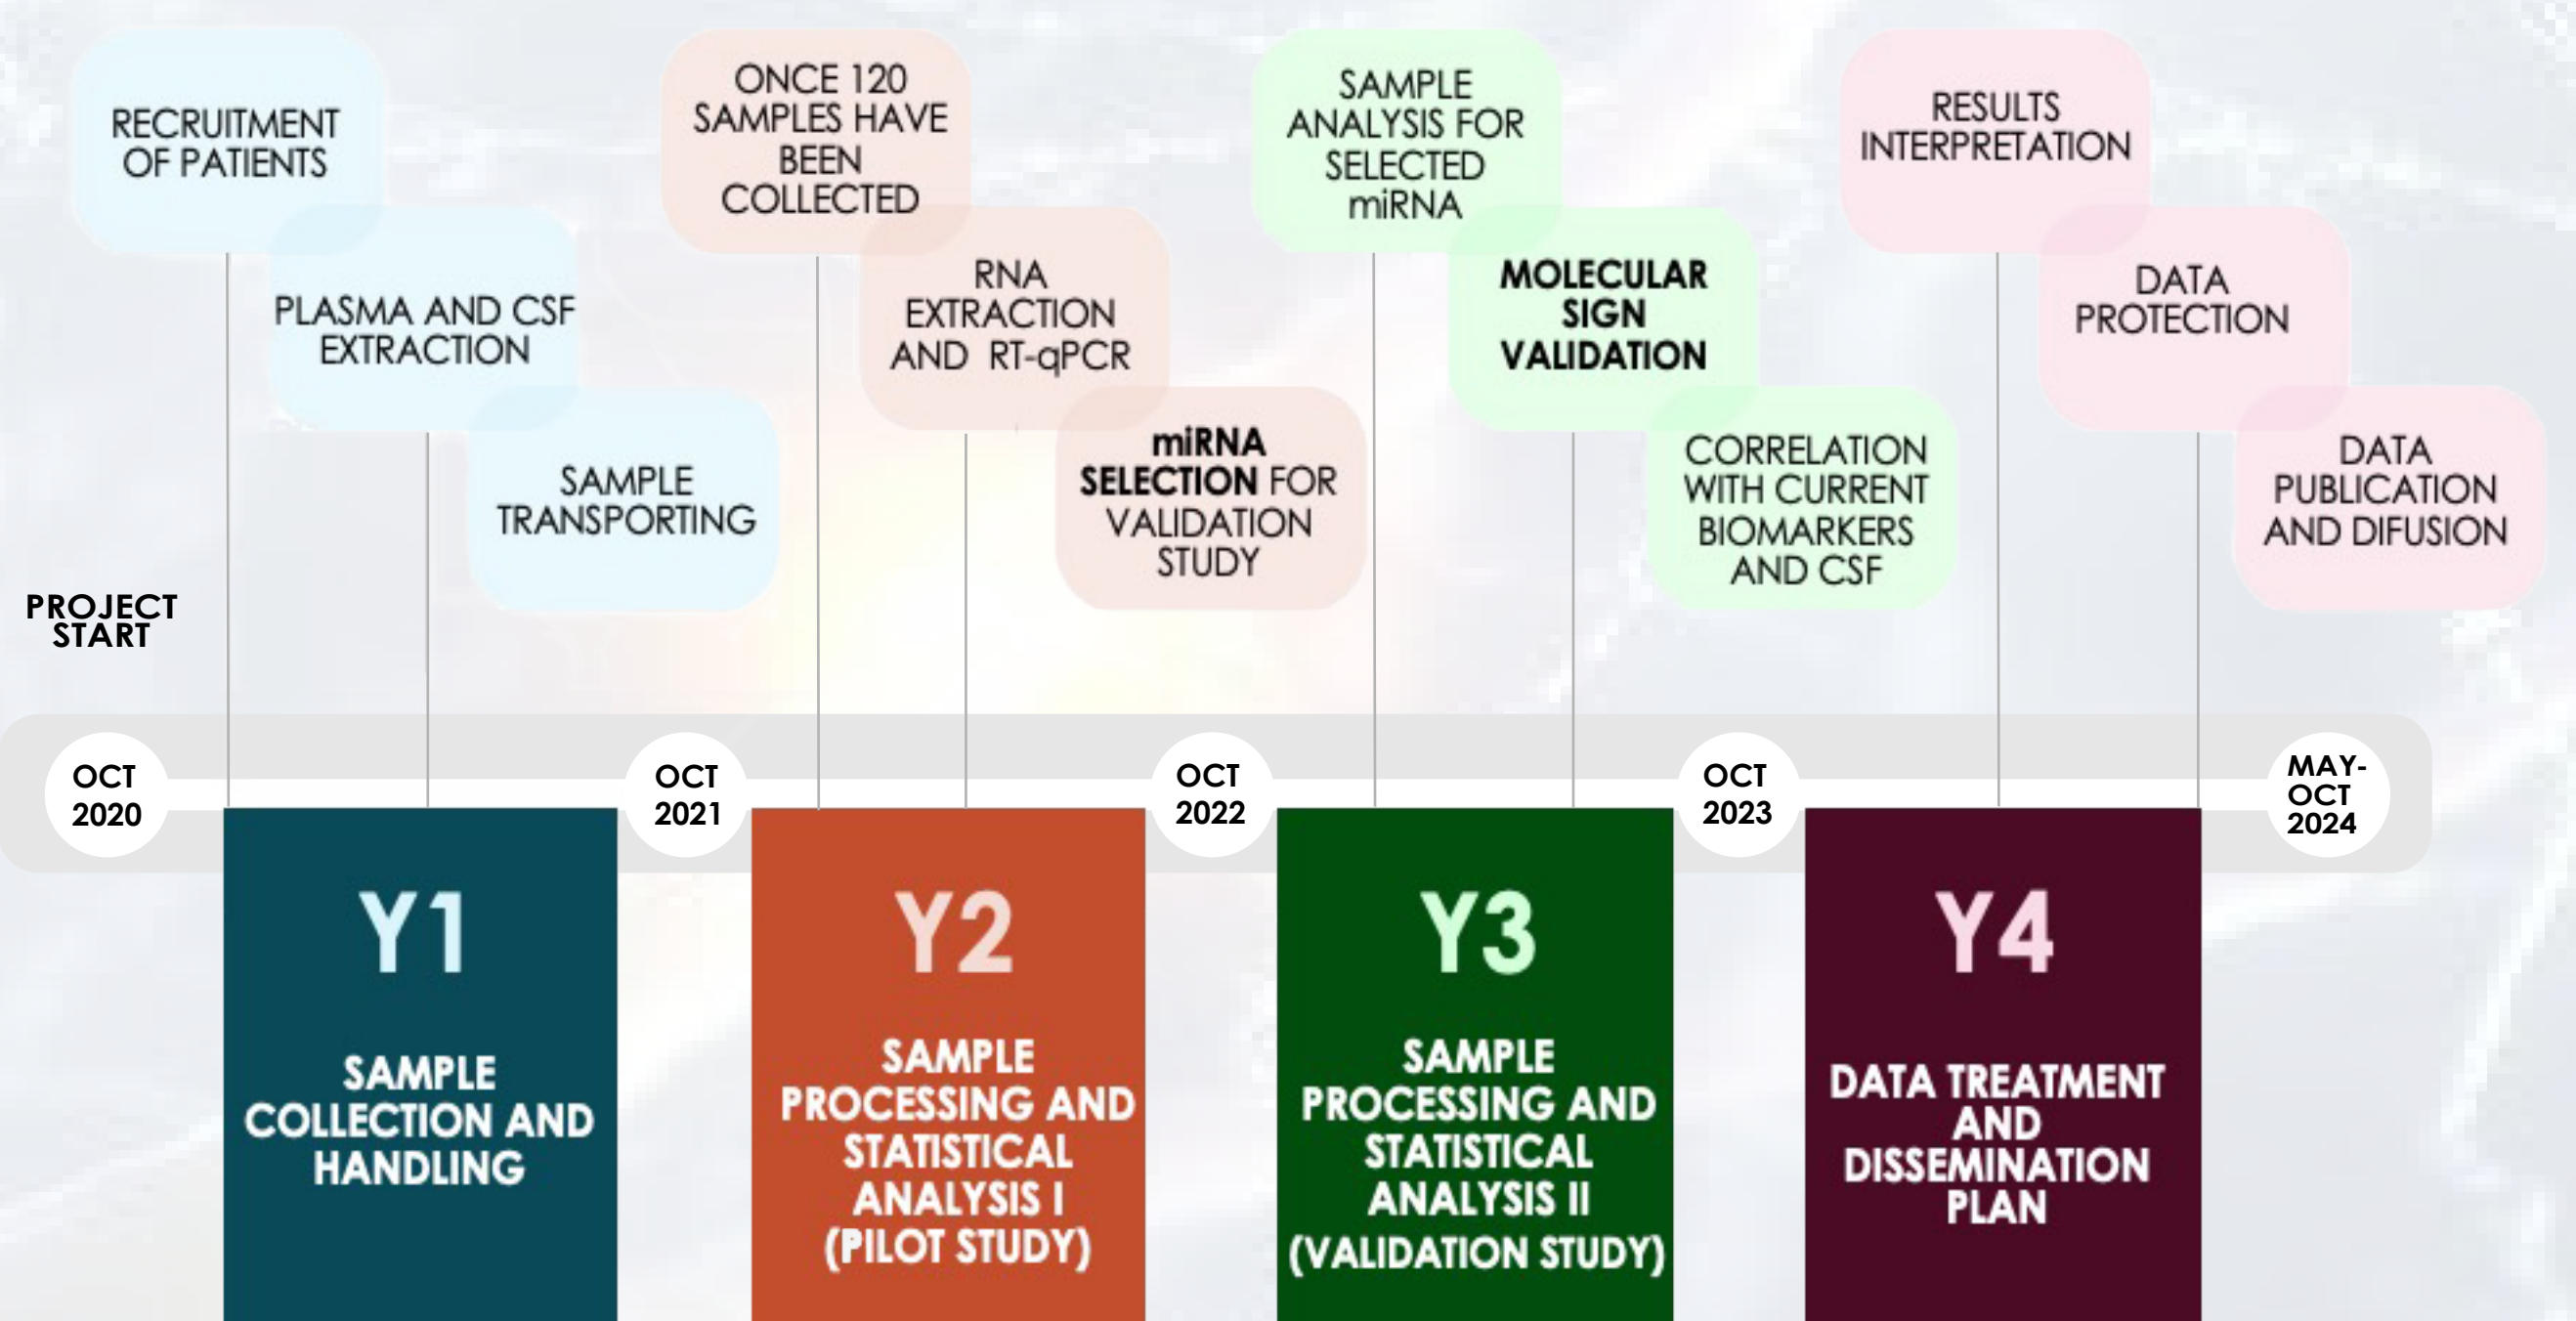 RECRUITMENT
OF PATIENTS
PLASMA AND CSF
EXTRACTION
SAMPLE
TRANSPORTING
ONCE 120
SAMPLES HAVE
BEEN
COLLECTED
RNA
EXTRACTION
AND RT-qPCR
miRNA
SELECTION FOR
VALIDATION
STUDY
SAMPLE
ANALYSIS FOR
SELECTED
miRNA
MOLECULAR
SIGN
VALIDATION
CORRELATION
WITH CURRENT
BIOMARKERS
AND CSF
RESULTS
INTERPRETATION
DATA
PROTECTION
DATA
PUBLICATION
AND DIFUSION
PROJECT
START
OCT
2020
OCT
2021
OCT
2022
OCT
2023
MAY-
OCT
2024
Y1
SAMPLE
COLLECTION AND
HANDLING
Y2
SAMPLE
PROCESSING AND
STATISTICAL
ANALYSIS I
(PILOT STUDY)
Y3
SAMPLE
PROCESSING AND
STATISTICAL
ANALYSIS II
(VALIDATION STUDY)
Y4
DATA TREATMENT
AND
DISSEMINATION
PLAN